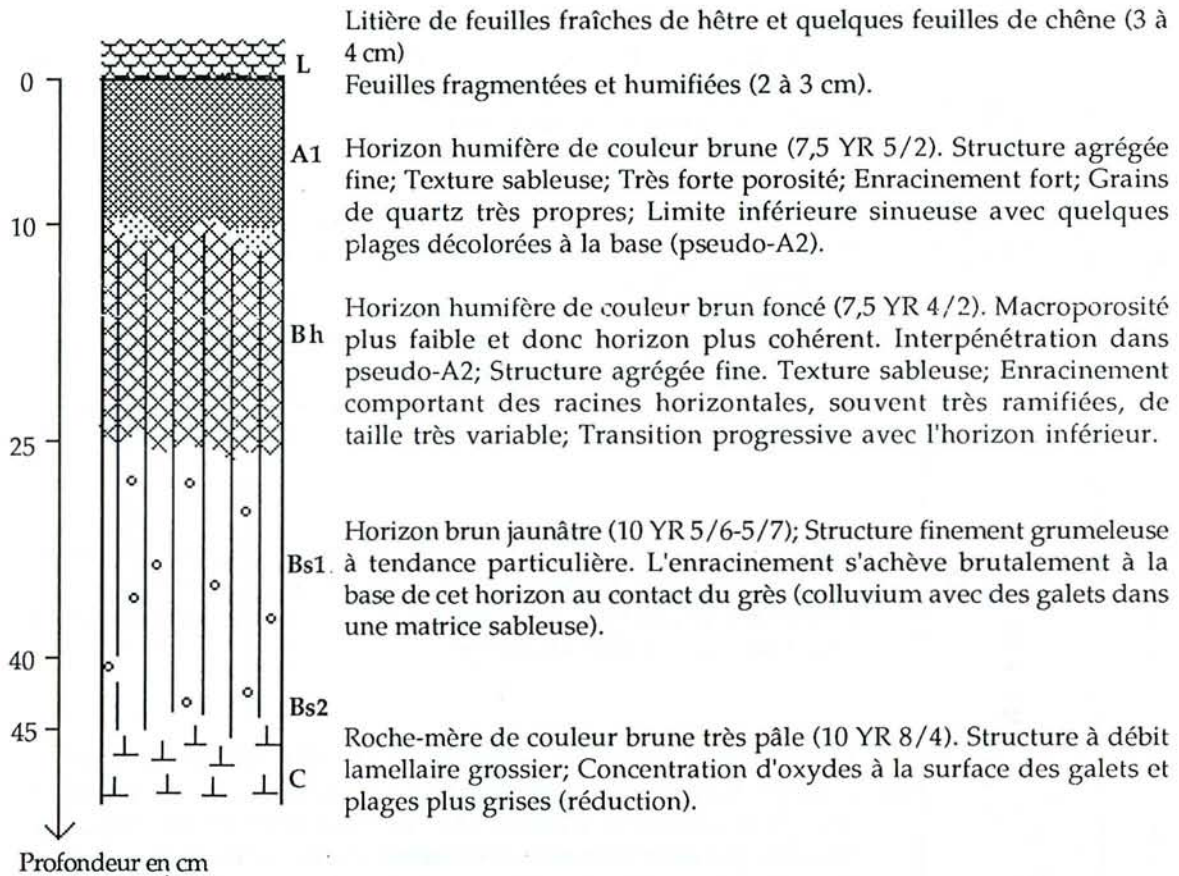 Litière de feuilles fraîches de hêtre et quelques feuilles de chêne (3 à
4 cm)
L
0
Feuilles fragmentées et humifiées (2 à 3 cm).
A1
Horizon humifère de couleur brune (7,5 YR 5/2). Structure agrégée
fine; Texture sableuse; Très forte porosité; Enracinement fort; Grains
de quartz très propres; Limite inférieure sinueuse avec quelques
plages décolorées à la base (pseudo-A2).
10
Bh
Horizon humifère de couleur brun foncé (7,5 YR 4/2). Macroporosité
plus faible et donc horizon plus cohérent. Interpénétration dans
pseudo-A2; Structure agrégée fine. Texture sableuse; Enracinement
comportant des racines horizontales, souvent très ramifiées, de
taille très variable; Transition progressive avec l'horizon inférieur.
25
Bs1
Horizon brun jaunâtre (10 YR 5/6-5/7); Structure finement grumeleuse
à tendance particulière. L'enracinement s'achève brutalement à la
base de cet horizon au contact du grès (colluvium avec des galets dans
une matrice sableuse).
40
Bs2
45
Roche-mère de couleur brune très pâle (10 YR 8/4). Structure à débit
lamellaire grossier; Concentration d'oxydes à la surface des galets et
plages plus grises (réduction).
C
Profondeur en cm